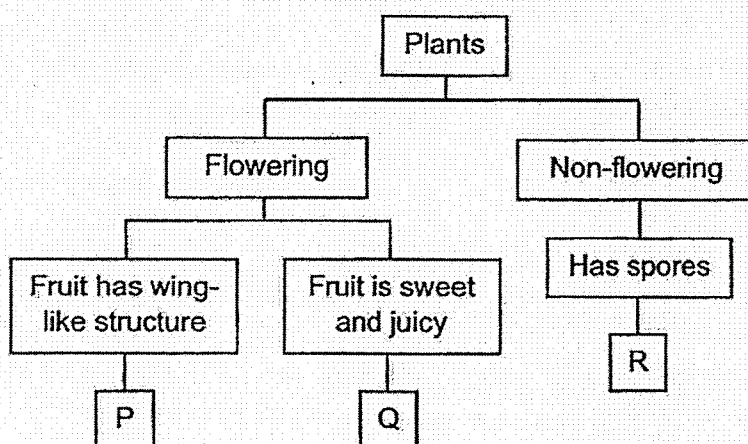 Plants
Flowering
Non-flowering
Fruit has wing-
like structure
Fruit is sweet
and juicy
Has spores
P
Q
R